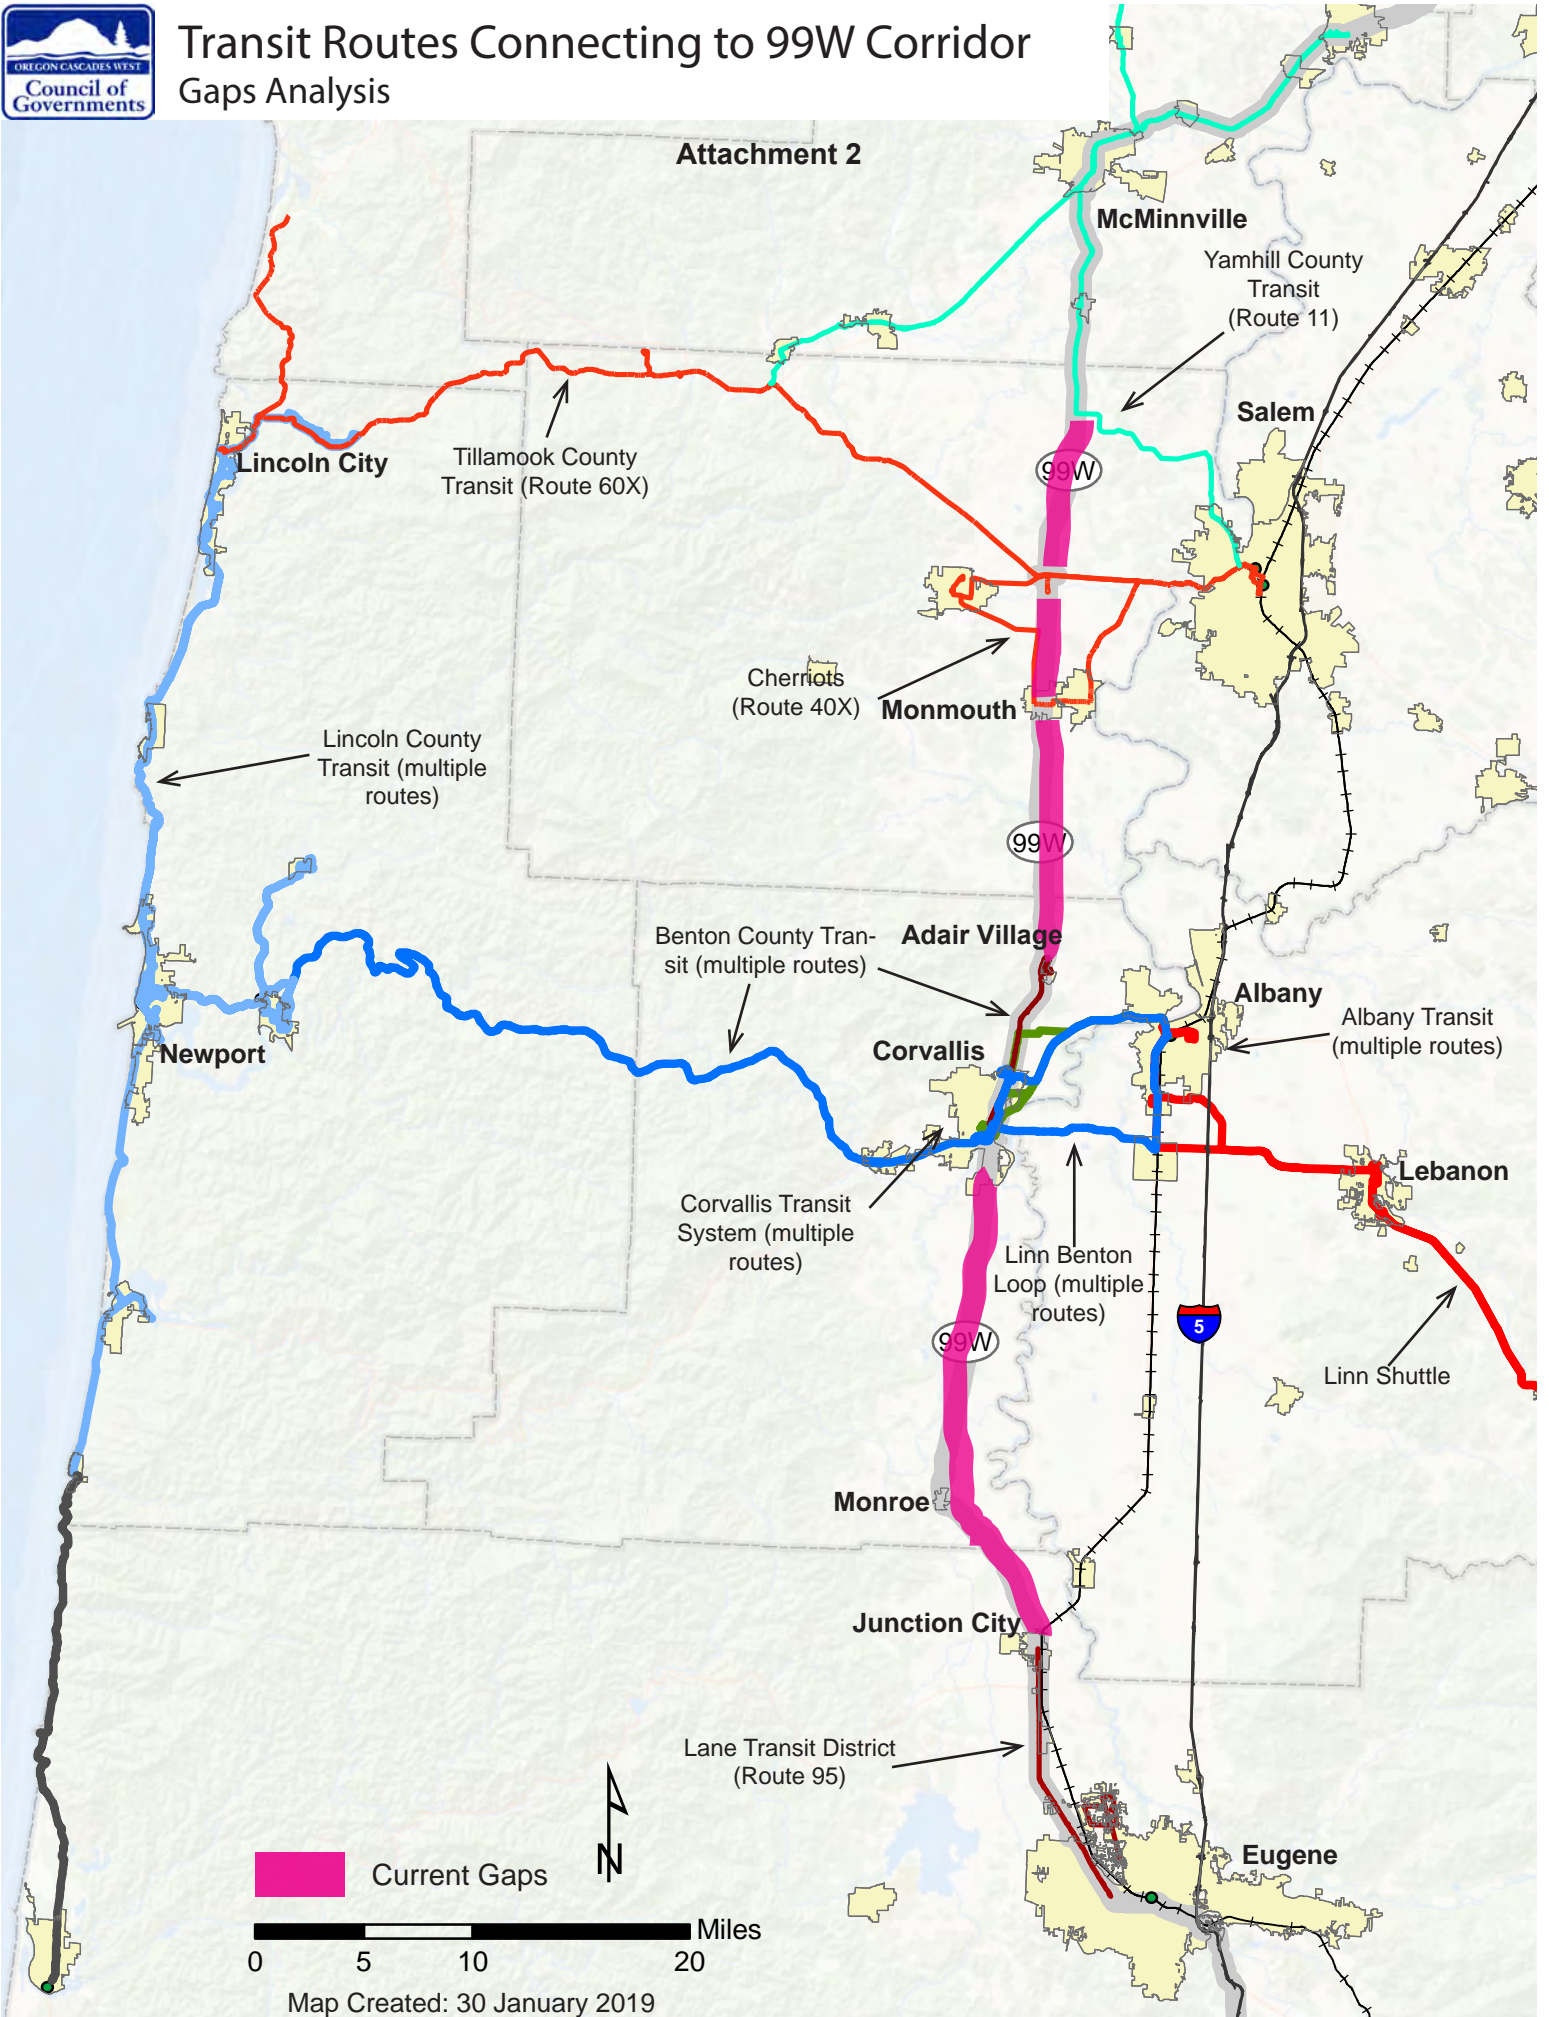 OREGON CASCADES WEST
Council of
Governments
Transit Routes Connecting to 99W Corridor
Gaps Analysis
Attachment 2
McMinnville
Yamhill County
Transit
(Route 11)
Salem
Lincoln City
Tillamook County
Transit (Route 60X)
99W
Cherriots
(Route 40X)
Monmouth
Lincoln County
Transit (multiple
routes)
99W
Benton County Tran-
sit (multiple routes)
Adair Village
Albany
Albany Transit
(multiple routes)
Newport
Corvallis
Lebanon
Corvallis Transit
System (multiple
routes)
Linn Benton
Loop (multiple
routes)
5
99W
Linn Shuttle
Monroe
Junction City
Lane Transit District
(Route 95)
N
Eugene
Current Gaps
Miles
0 5 10 20
Map Created: 30 January 2019